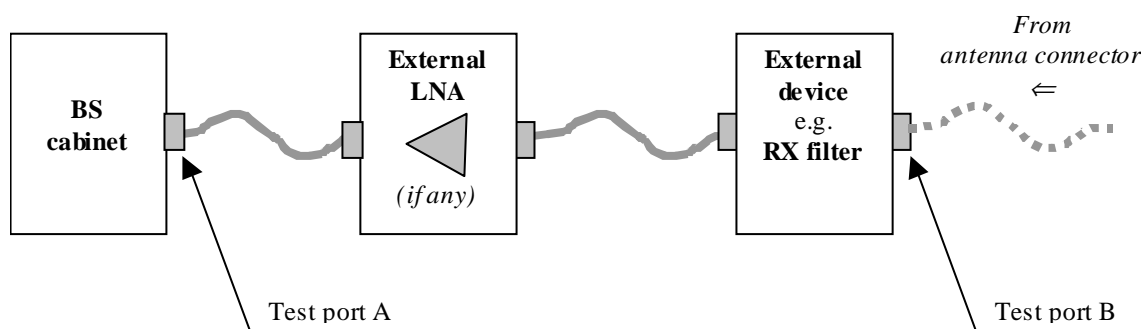 BS
cabinet
External
LNA
(if any)
External
device
e.g.
RX filter
From
antenna connector
⇐
Test port A
Test port B